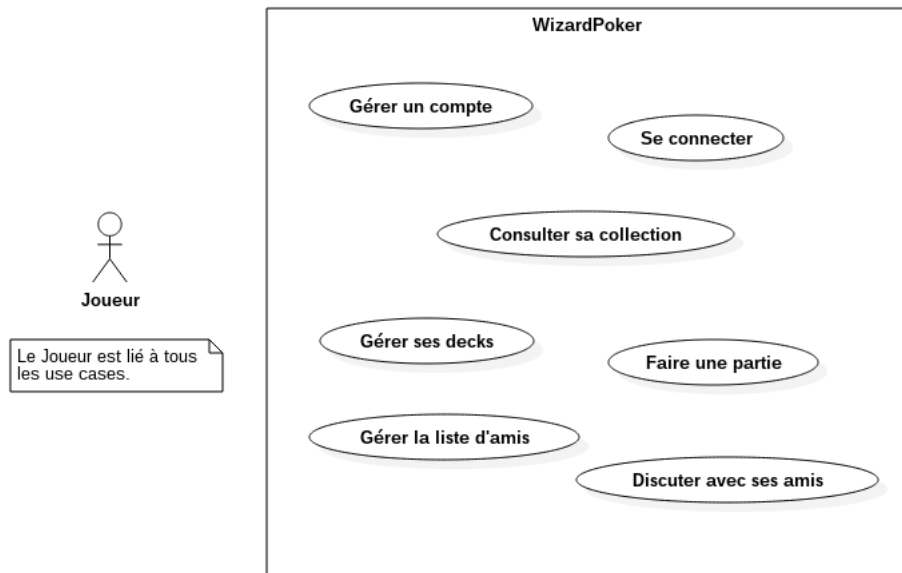 WizardPoker
Gérer un compte
Se connecter
Consulter sa collection
Joueur
Gérer ses decks
Le Joueur est lié à tous
les use cases.
Faire une partie
Gérer la liste d'amis
Discuter avec ses amis